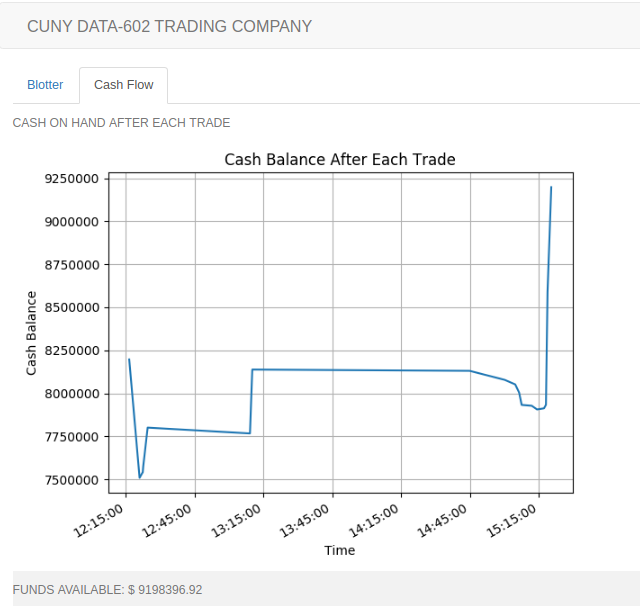 CUNY DATA-602 TRADING COMPANY
Blotter Cash Flow
CASH ON HAND AFTER EACH TRADE
Cash Balance After Each Trade
9250000
9000000
8750000
8500000
8250000
8000000
7750000
7500000
Cash Balance
12:15:00 12:45:00 13:15:00 13:45:00 14:15:00 14:45:00 15:15:00
Time
FUNDS AVAILABLE: $ 9198396.92